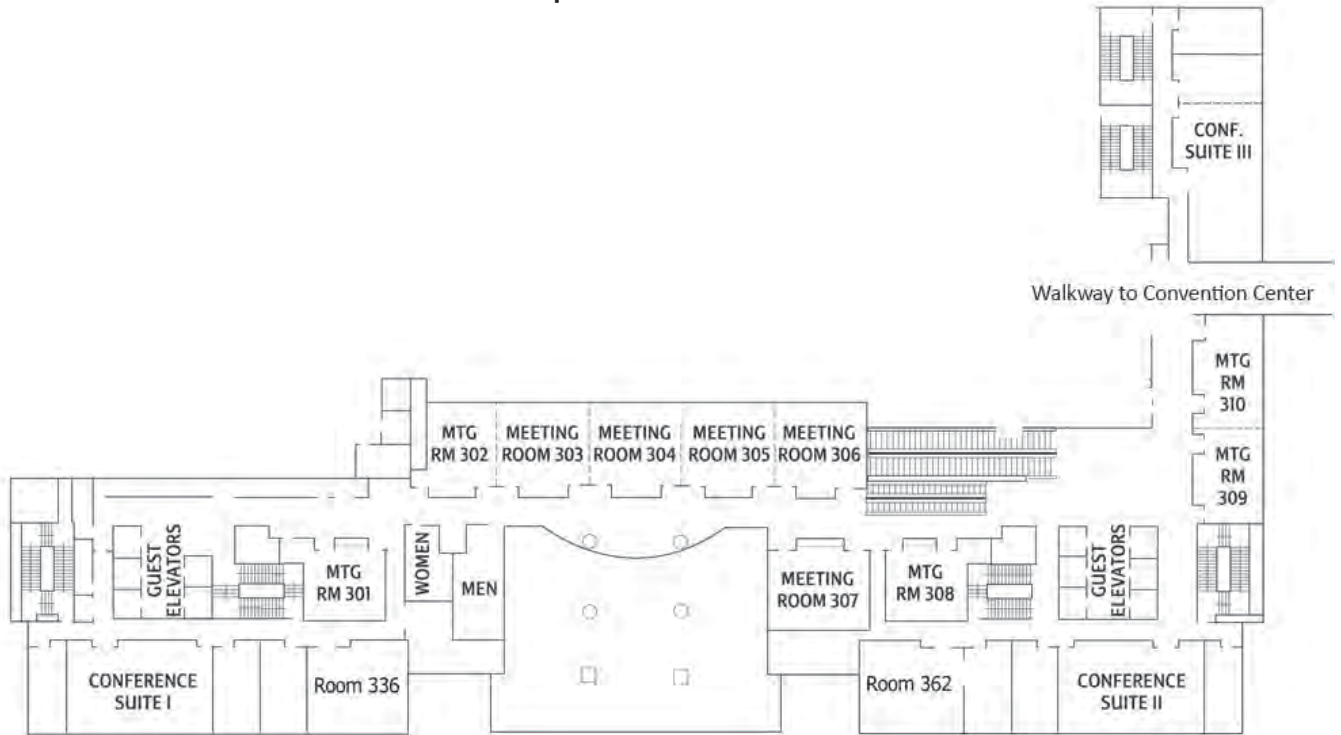 CONF.
SUITE III
Walkway to Convention Center
MTG
RM
310
MTG
RM 302
MEETING
ROOM 303
MEETING
ROOM 304
MEETING
ROOM 305
MEETING
ROOM 306
MTG
RM
309
GUEST
ELEVATORS
MTG
RM 301
WOMEN
MEN
MEETING
ROOM 307
MTG
RM 308
GUEST
ELEVATORS
CONFERENCE
SUITE I
Room 336
Room 362
CONFERENCE
SUITE II